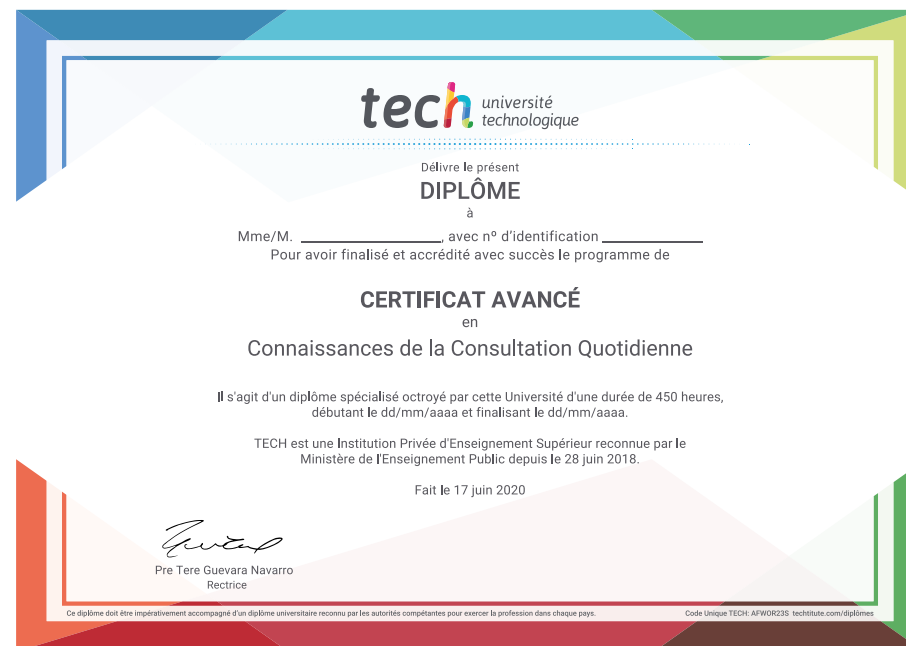 tech université
technologique
Délivre le présent
DIPLÔME
à
Mme/M. ____________________, avec nº d'identification ______________
Pour avoir finalisé et accrédité avec succès le programme de
CERTIFICAT AVANCÉ
en
Connaissances de la Consultation Quotidienne
Il s'agit d'un diplôme spécialisé octroyé par cette Université d'une durée de 450 heures,
débutant le dd/mm/aaaa et finalisant le dd/mm/aaaa.
TECH est une Institution Privée d'Enseignement Supérieur reconnue par le
Ministère de l'Enseignement Public depuis le 28 juin 2018.
Fait le 17 juin 2020
Pre Tere Guevara Navarro
Rectrice
Ce diplôme doit être impérativement accompagné d'un diplôme universitaire reconnu par les autorités compétantes pour exercer la profession dans chaque pays.
Code Unique TECH: AFWOR23S techtitute.com/diplômes